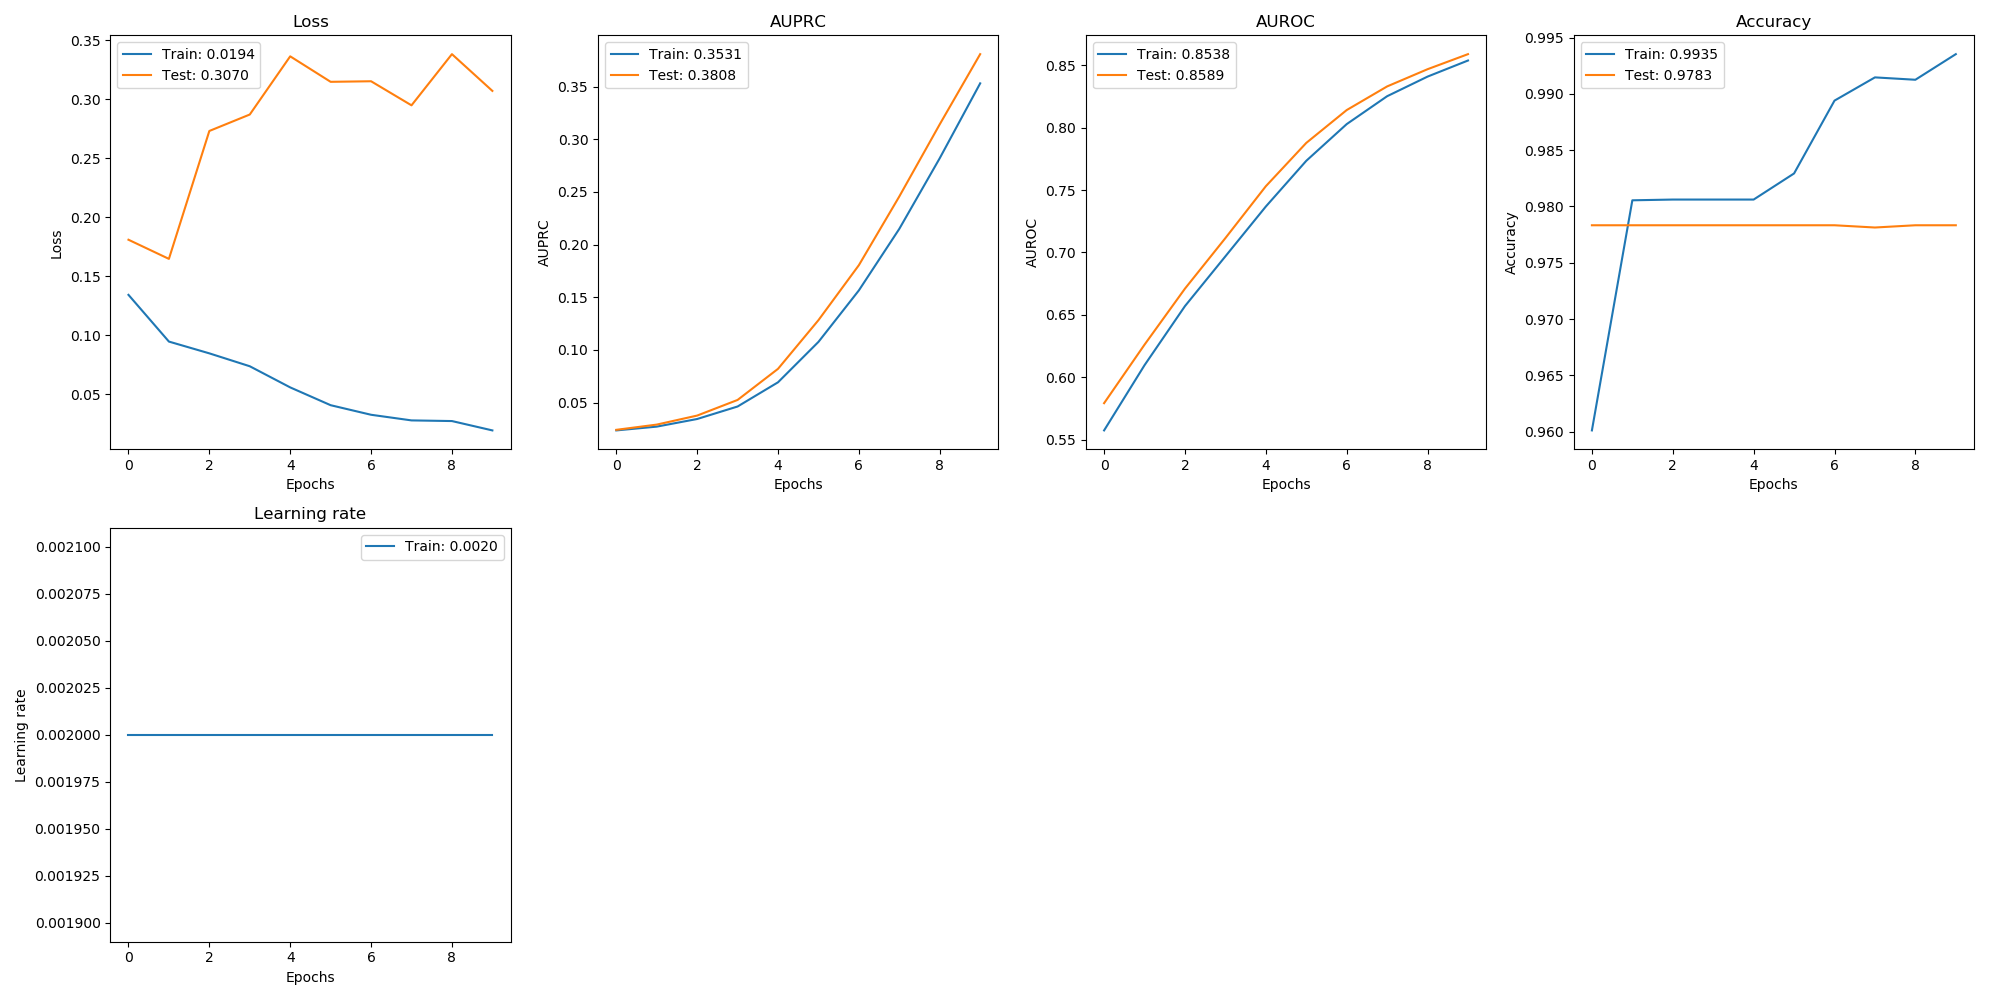 Loss
Train: 0.0194
Test: 0.3070
0.35
0.30
0.25
0.20
0.15
0.10
0.05
Loss
0 2 4 6 8
Epochs
AUPRC
Train: 0.3531
Test: 0.3808
0.35
0.30
0.25
0.20
0.15
0.10
0.05
AUPRC
0 2 4 6 8
Epochs
AUROC
Train: 0.8538
Test: 0.8589
0.85
0.80
0.75
0.70
0.65
0.60
0.55
AUROC
0 2 4 6 8
Epochs
Accuracy
Train: 0.9935
Test: 0.9783
0.995
0.990
0.985
0.980
0.975
0.970
0.965
0.960
Accuracy
0 2 4 6 8
Epochs
Learning rate
Train: 0.0020
0.002100
0.002075
0.002050
0.002025
0.002000
0.001975
0.001950
0.001925
0.001900
Learning rate
0 2 4 6 8
Epochs